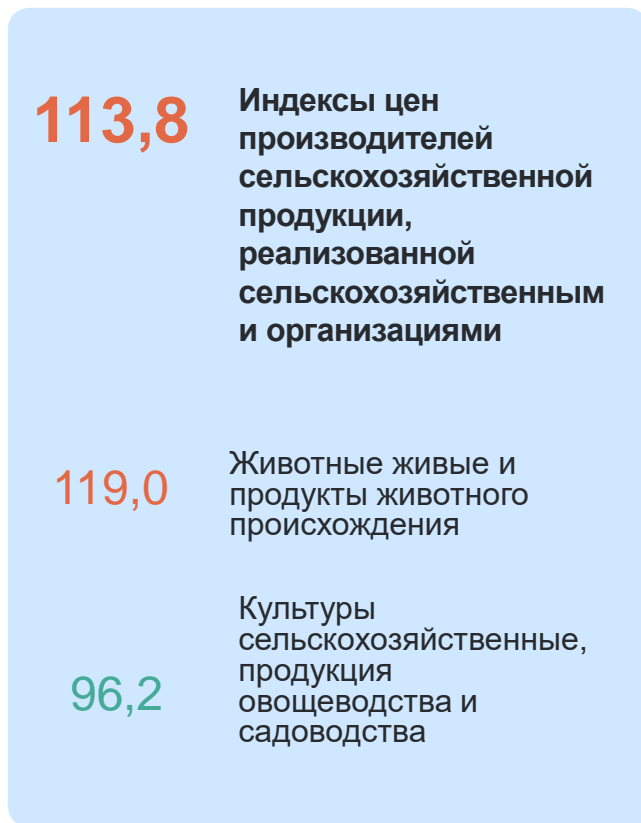 113,8
Индексы цен
производителей
сельскохозяйственной
продукции,
реализованной
сельскохозяйственным
и организациями
119,0
Животные живые и
продукты животного
происхождения
96,2
Культуры
сельскохозяйственные,
продукция
овощеводства и
садоводства